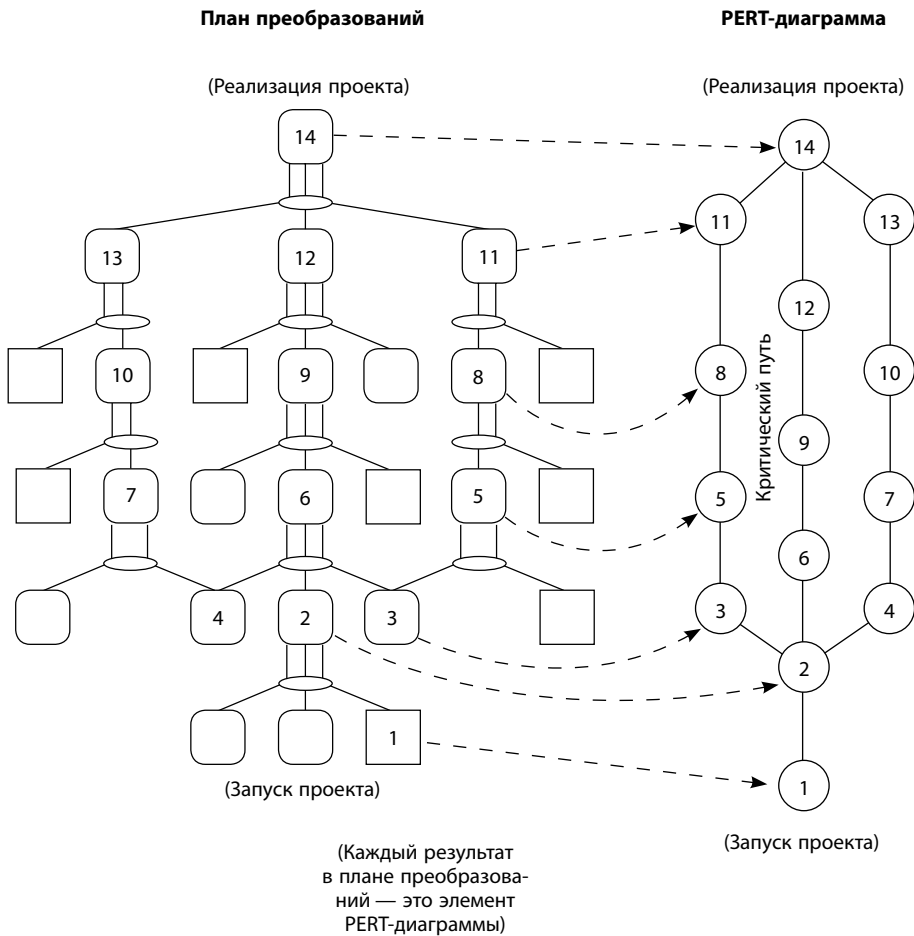 План преобразований
PERT-диаграмма
(Реализация проекта)
(Реализация проекта)
14
14
11
13
13
12
11
12
10
9
8
8
10
9
7
6
5
5
7
6
4
2
3
3
4
2
1
1
(Запуск проекта)
(Запуск проекта)
Критический путь
(Каждый результат
в плане преобразова-
ний — это элемент
PERT-диаграммы)